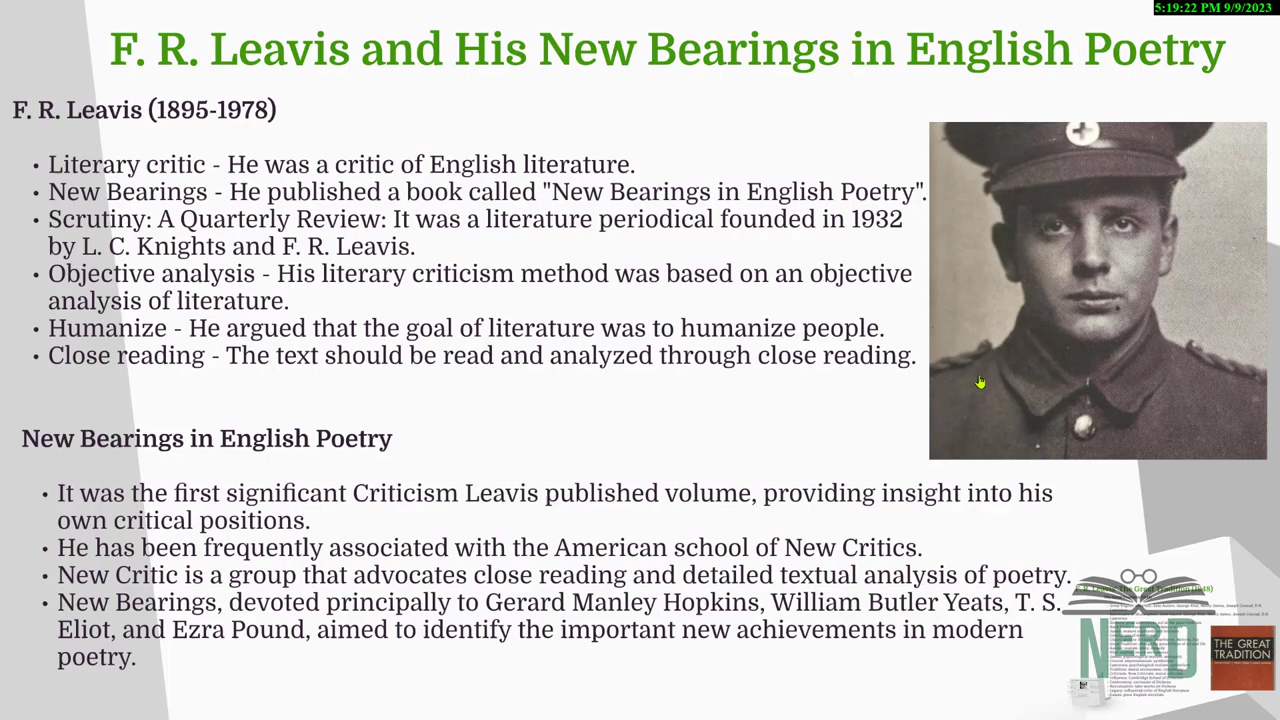 5:19:22 PM 9/9/2023
F. R. Leavis and His New Bearings in English Poetry
F. R. Leavis (1895-1978)
• Literary critic - He was a critic of English literature.
• New Bearings - He published a book called "New Bearings in English Poetry".
• Scrutiny: A Quarterly Review: It was a literature periodical founded in 1932
by L. C. Knights and F. R. Leavis.
• Objective analysis - His literary criticism method was based on an objective
analysis of literature.
• Humanize - He argued that the goal of literature was to humanize people.
• Close reading - The text should be read and analyzed through close reading.
New Bearings in English Poetry
• It was the first significant Criticism Leavis published volume, providing insight into his
own critical positions.
• He has been frequently associated with the American school of New Critics.
• New Critic is a group that advocates close reading and detailed textual analysis of poetry.
• New Bearings, devoted principally to Gerard Manley Hopkins, William Butler Yeats, T. S.
Eliot, and Ezra Pound, aimed to identify the important new achievements in modern
poetry.
NERD
THE GREAT
TRADITION